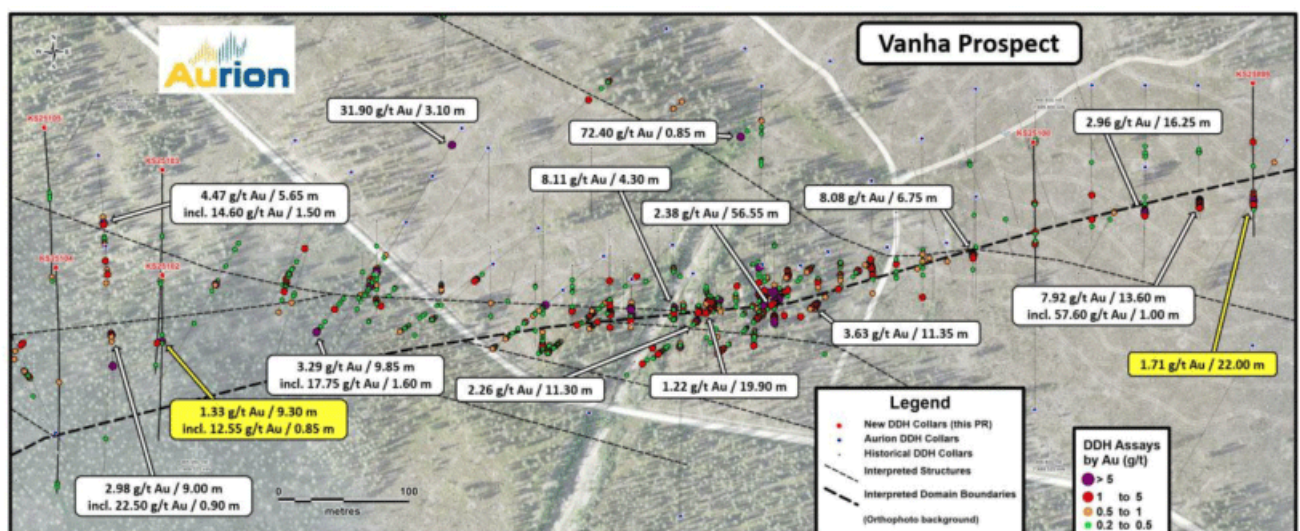 Aurion
Vanha Prospect
KS25105
KS25103
KS25104
KS25102
KS25100
31.90 g/t Au / 3.10 m
72.40 g/t Au / 0.85 m
2.96 g/t Au / 16.25 m
4.47 g/t Au / 5.65 m
incl. 14.60 g/t Au / 1.50 m
8.11 g/t Au / 4.30 m
2.38 g/t Au / 56.55 m
8.08 g/t Au / 6.75 m
7.92 g/t Au / 13.60 m
incl. 57.60 g/t Au / 1.00 m
3.63 g/t Au / 11.35 m
1.71 g/t Au / 22.00 m
3.29 g/t Au / 9.85 m
incl. 17.75 g/t Au / 1.60 m
2.26 g/t Au / 11.30 m
1.22 g/t Au / 19.90 m
1.33 g/t Au / 9.30 m
incl. 12.55 g/t Au / 0.85 m
2.98 g/t Au / 9.00 m
incl. 22.50 g/t Au / 0.90 m
0 100
metres
Legend
New DDH Collars (this PR)
Aurion DDH Collars
Historical DDH Collars
Interpreted Structures
Interpreted Domain Boundaries
(Orthophoto background)
DDH Assays
by Au (g/t)
> 5
1 to 5
0.5 to 1
0.2 to 0.5